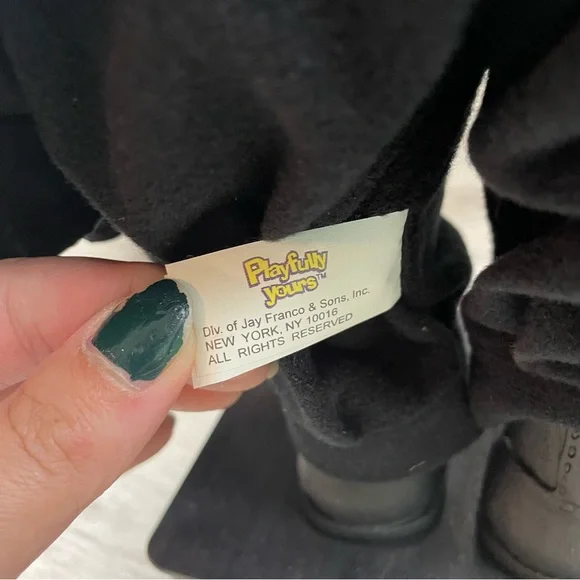 Playfully
yours™
Div. of Jay Franco & Sons, Inc.
NEW YORK, NY 10016
ALL RIGHTS RESERVED